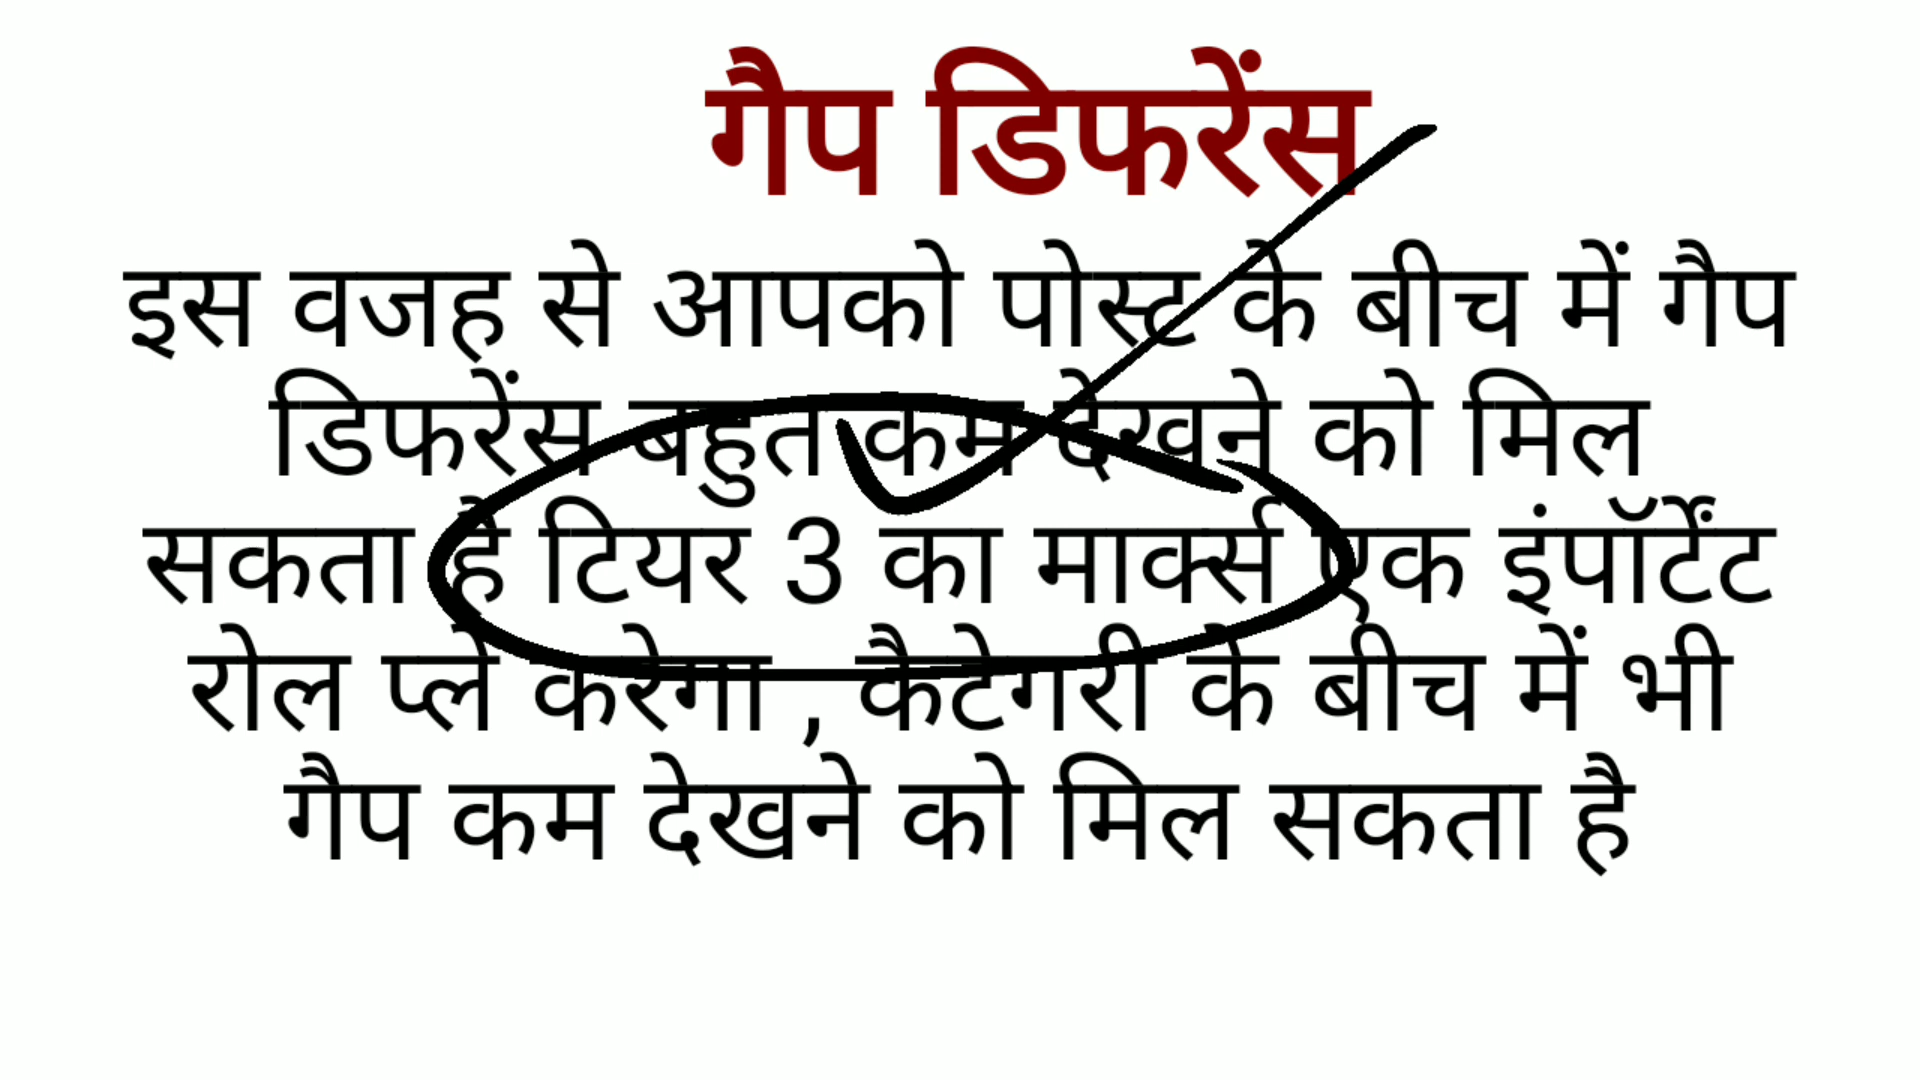 गैप डिफरेंस
इस वजह से आपको पोस्ट के बीच में गैप
डिफरेंस बहुत कम देखने को मिल
सकता है टियर 3 का मार्क्स एक इंपॉर्टेंट
रोल प्ले करेगा , कैटेगरी के बीच में भी
गैप कम देखने को मिल सकता है